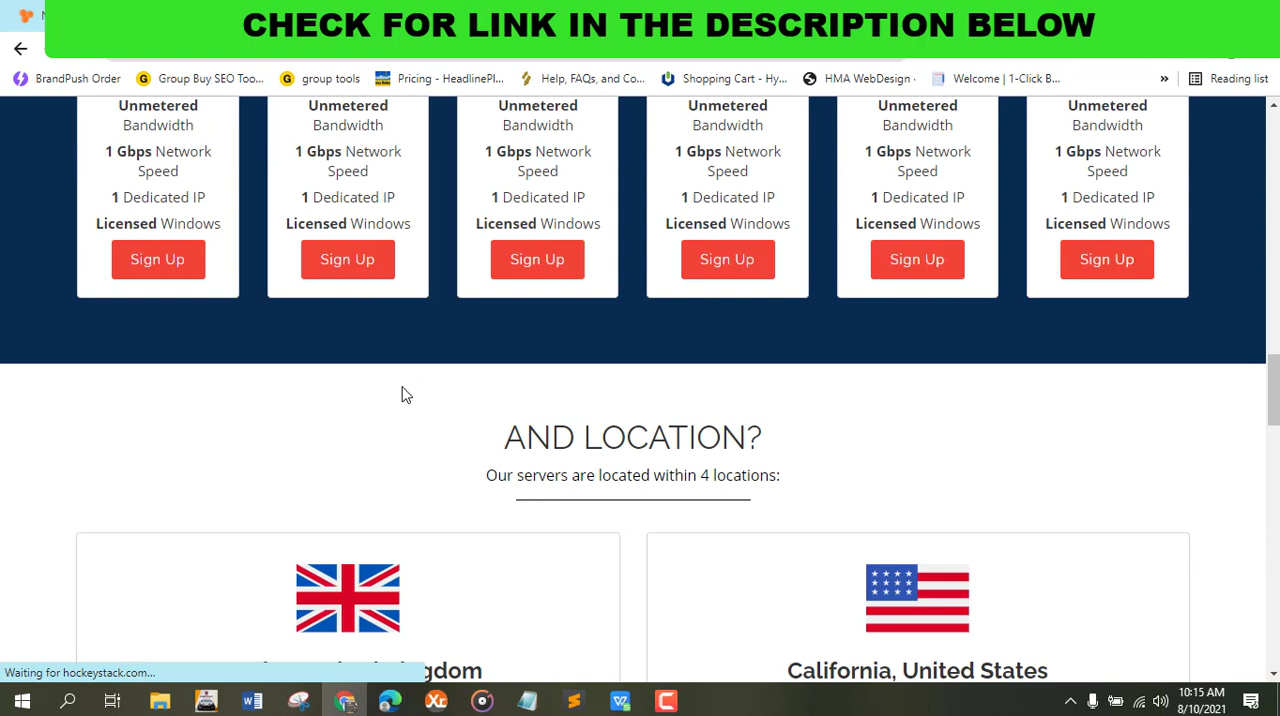 CHECK FOR LINK IN THE DESCRIPTION BELOW
BrandPush Order
Group Buy SEO Too...
group tools
Pricing - HeadlinePl...
Help, FAQs, and Co...
Shopping Cart - Hy...
HMA WebDesign ·
Welcome | 1-Click B...
»
Reading list
Unmetered Unmetered Unmetered Unmetered Unmetered Unmetered
Bandwidth Bandwidth Bandwidth Bandwidth Bandwidth Bandwidth
1 Gbps Network 1 Gbps Network 1 Gbps Network 1 Gbps Network 1 Gbps Network 1 Gbps Network
Speed Speed Speed Speed Speed Speed
1 Dedicated IP 1 Dedicated IP 1 Dedicated IP 1 Dedicated IP 1 Dedicated IP 1 Dedicated IP
Licensed Windows Licensed Windows Licensed Windows Licensed Windows Licensed Windows Licensed Windows
Sign Up Sign Up Sign Up Sign Up Sign Up Sign Up
AND LOCATION?
Our servers are located within 4 locations:
California, United States
Waiting for hockeystack.com...
10:15 AM
8/10/2021